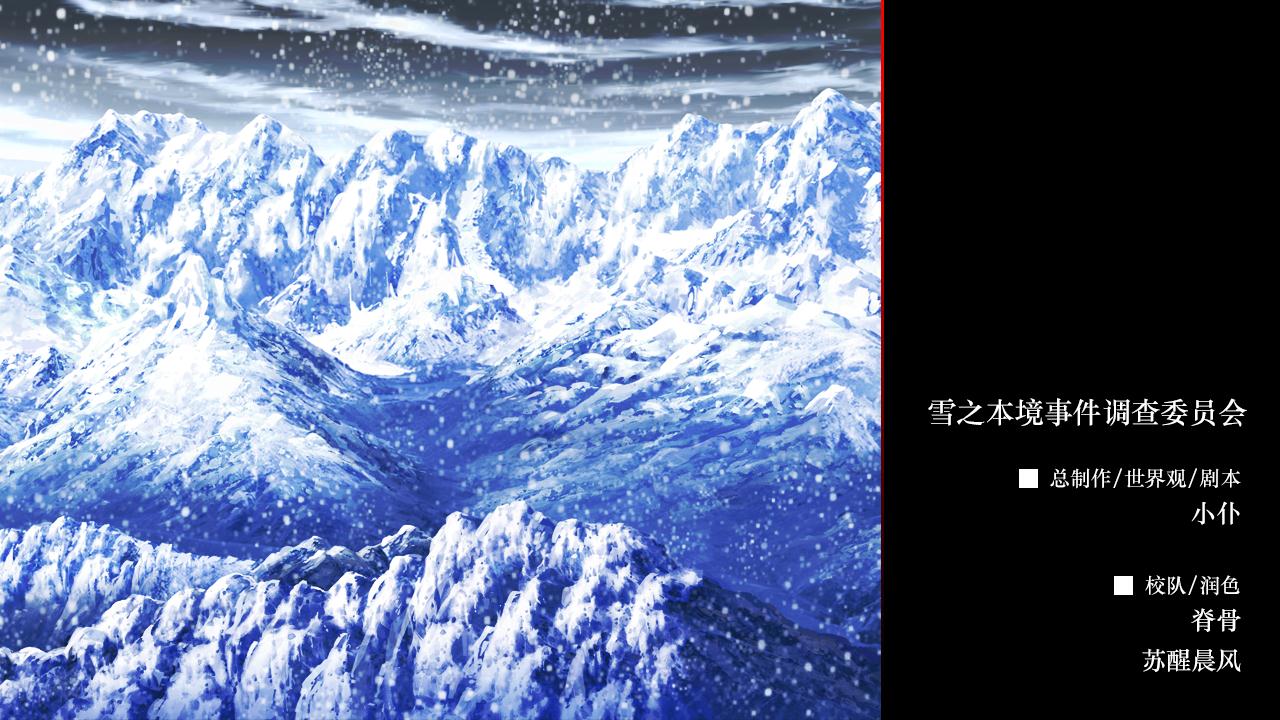 雪之本境事件调查委员会
■ 总制作/世界观/剧本
小仆
■ 校队/润色
脊骨
苏醒晨风